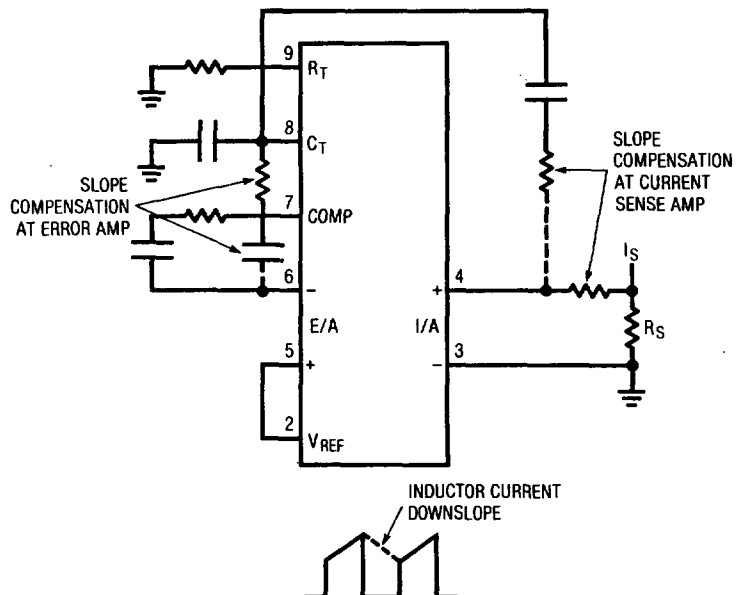 9
R_T
8
C_T
SLOPE
COMPENSATION
AT ERROR AMP
7
COMP
6
−
E/A
5
+
2
V_REF
4
+
I/A
3
−
SLOPE
COMPENSATION
AT CURRENT
SENSE AMP
I_S
R_S
INDUCTOR CURRENT
DOWNSLOPE